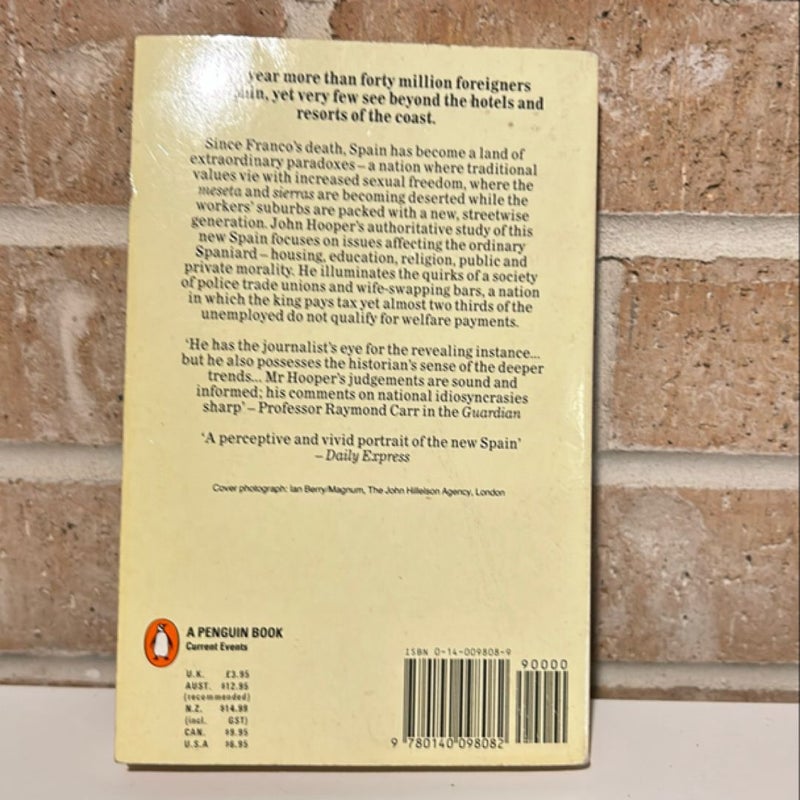 year more than forty million foreigners
yet very few see beyond the hotels and
resorts of the coast.
Since Franco's death, Spain has become a land of
extraordinary paradoxes – a nation where traditional
values vie with increased sexual freedom, where the
meseta and sierras are becoming deserted while the
workers' suburbs are packed with a new, streetwise
generation. John Hooper's authoritative study of this
new Spain focuses on issues affecting the ordinary
Spaniard – housing, education, religion, public and
private morality. He illuminates the quirks of a society
of police trade unions and wife-swapping bars, a nation
in which the king pays tax yet almost two thirds of the
unemployed do not qualify for welfare payments.
'He has the journalist's eye for the revealing instance...
but he also possesses the historian's sense of the deeper
trends... Mr Hooper's judgements are sound and
informed; his comments on national idiosyncrasies
sharp' – Professor Raymond Carr in the Guardian
'A perceptive and vivid portrait of the new Spain'
– Daily Express
Cover photograph: Ian Berry/Magnum, The John Hillelson Agency, London
A PENGUIN BOOK
Current Events
U.K. £3.95
AUST. $12.95
(recommended)
N.Z. $14.99
(incl. GST)
CAN. $9.95
U.S.A $6.95
ISBN 0-14-009808-9
90000
9 780140 098082